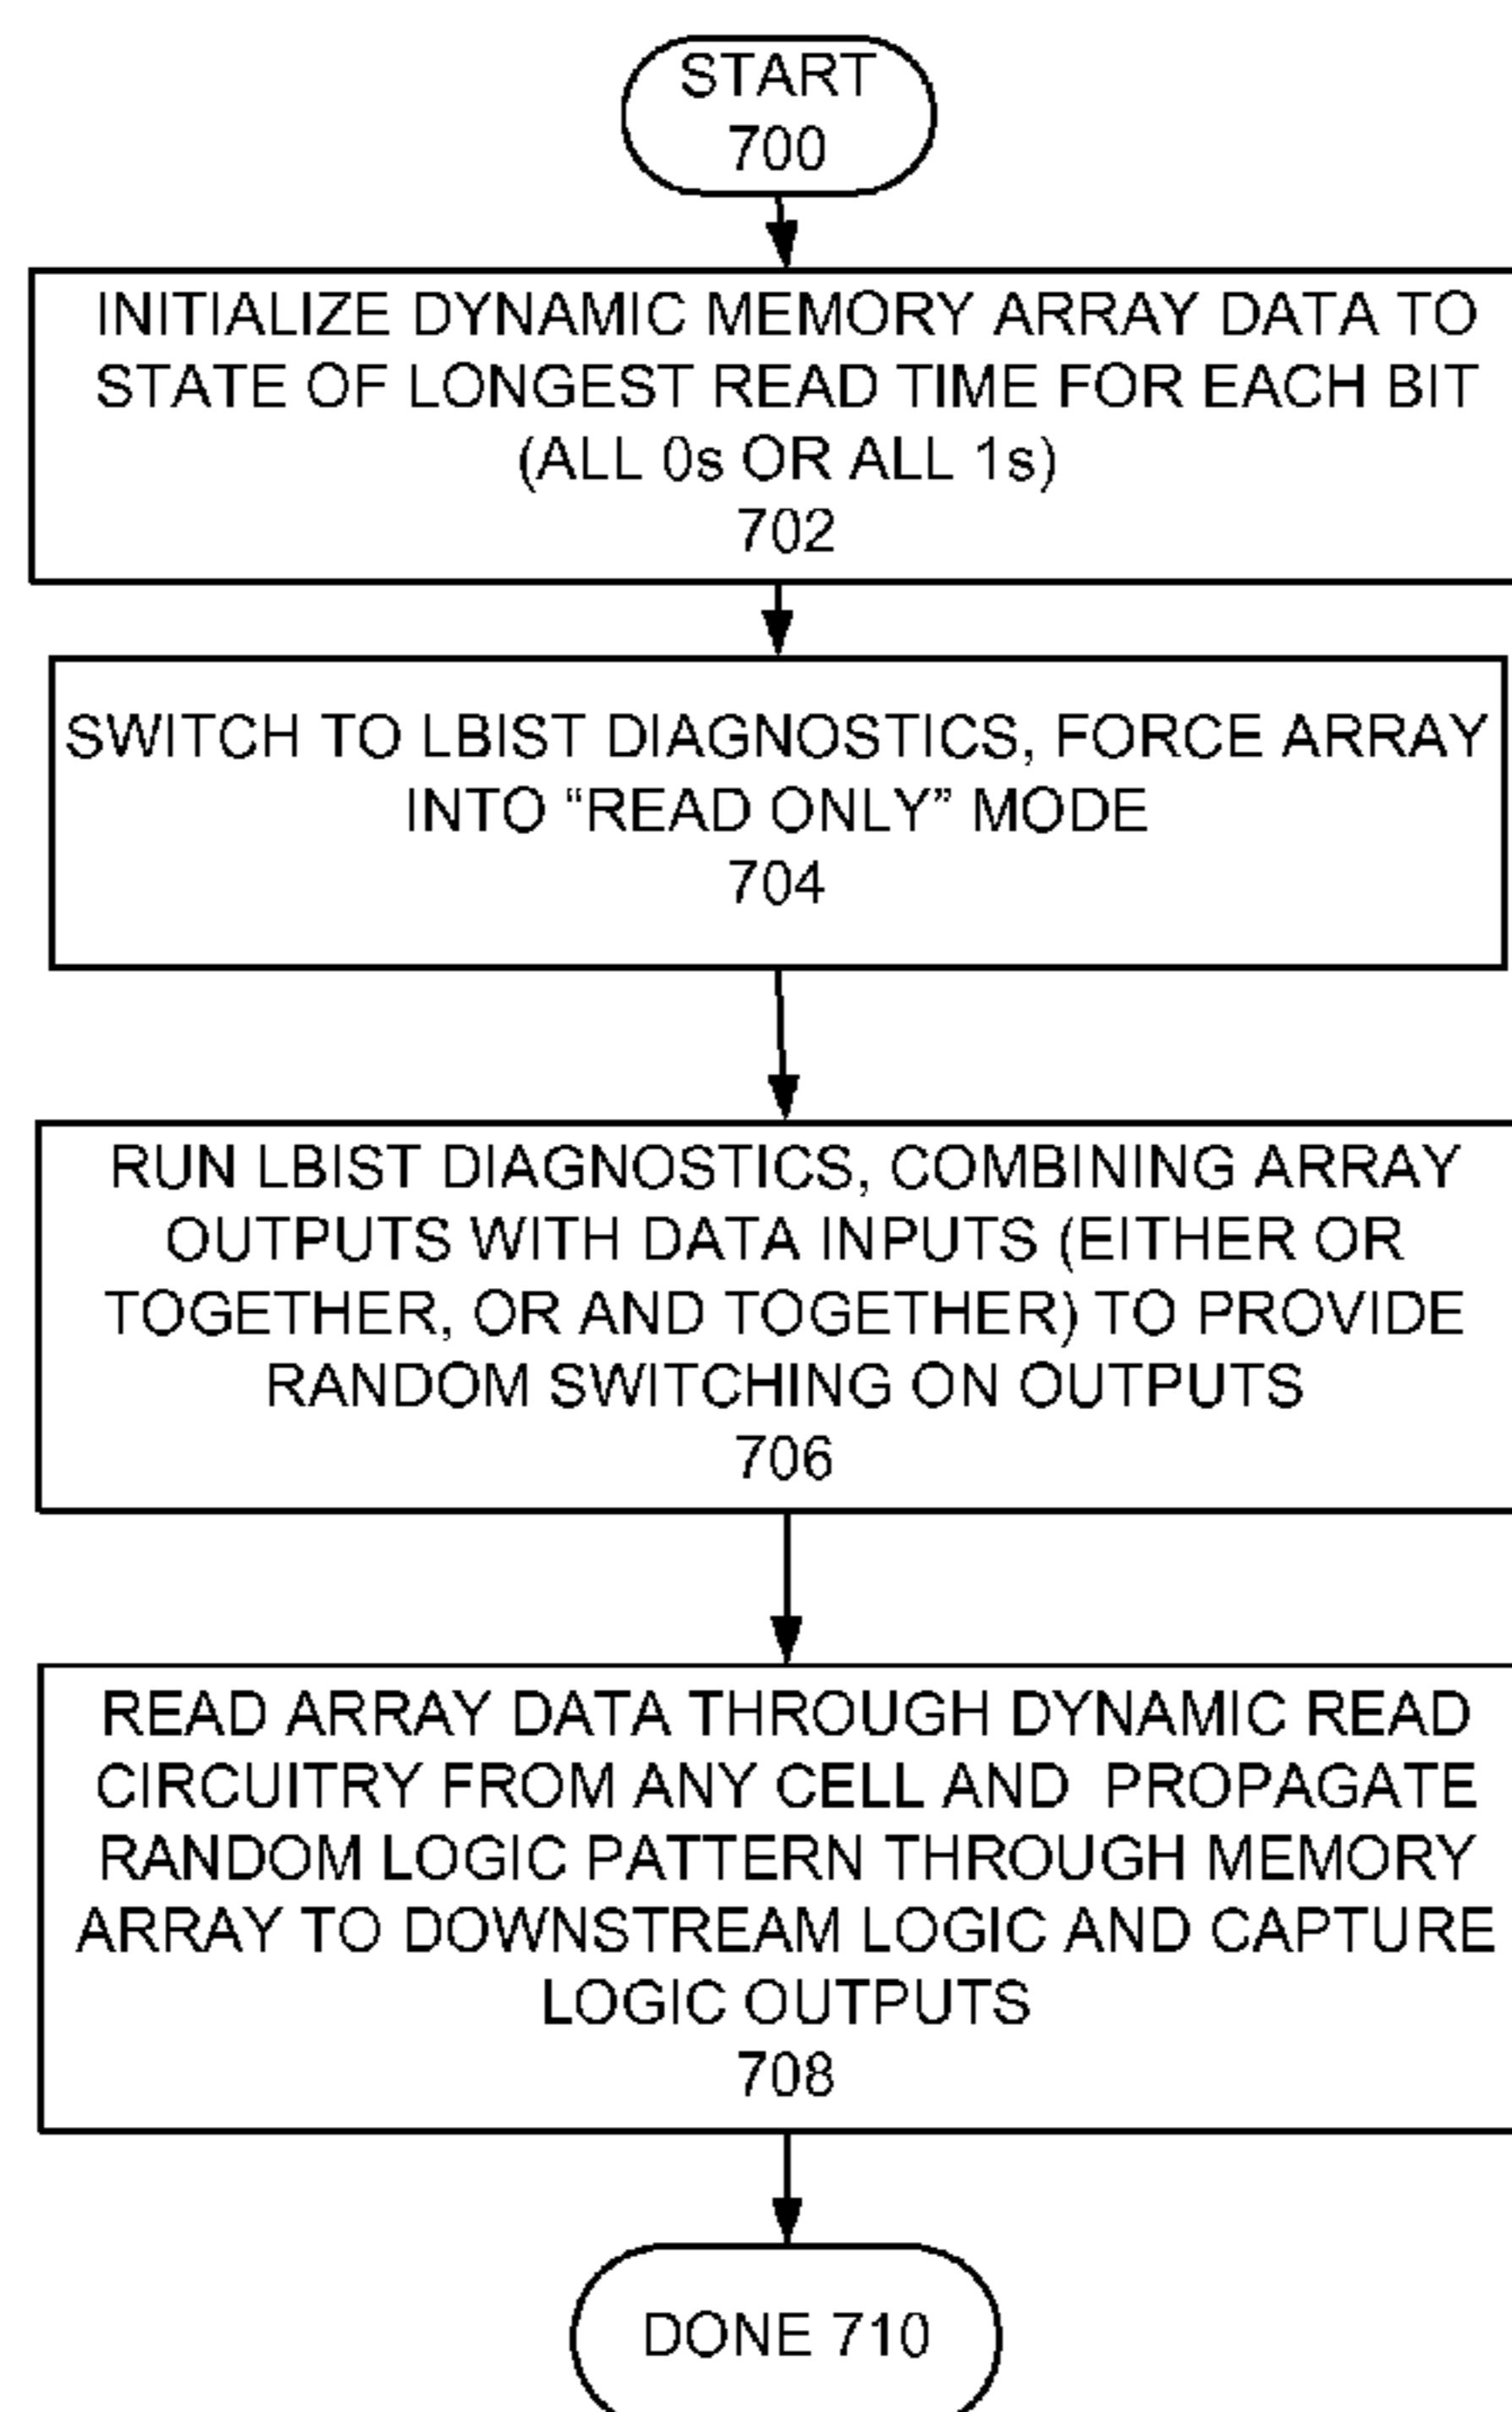 START
700
INITIALIZE DYNAMIC MEMORY ARRAY DATA TO
STATE OF LONGEST READ TIME FOR EACH BIT
(ALL 0s OR ALL 1s)
702
SWITCH TO LBIST DIAGNOSTICS, FORCE ARRAY
INTO “READ ONLY” MODE
704
RUN LBIST DIAGNOSTICS, COMBINING ARRAY
OUTPUTS WITH DATA INPUTS (EITHER OR
TOGETHER, OR AND TOGETHER) TO PROVIDE
RANDOM SWITCHING ON OUTPUTS
706
READ ARRAY DATA THROUGH DYNAMIC READ
CIRCUITRY FROM ANY CELL AND PROPAGATE
RANDOM LOGIC PATTERN THROUGH MEMORY
ARRAY TO DOWNSTREAM LOGIC AND CAPTURE
LOGIC OUTPUTS
708
DONE 710